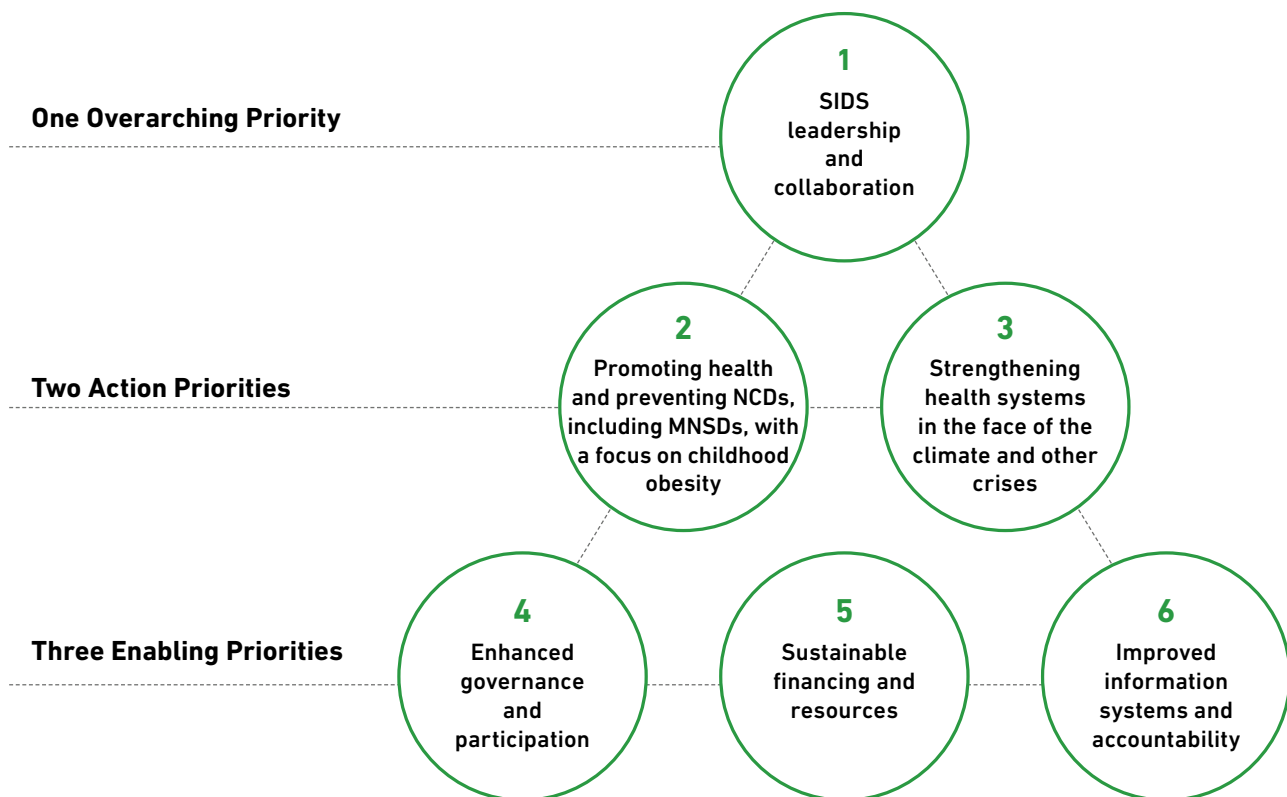 One Overarching Priority
1
SIDS
leadership
and
collaboration
Two Action Priorities
2
Promoting health
and preventing NCDs,
including MNSDs, with
a focus on childhood
obesity
3
Strengthening
health systems
in the face of the
climate and other
crises
Three Enabling Priorities
4
Enhanced
governance
and
participation
5
Sustainable
financing and
resources
6
Improved
information
systems and
accountability